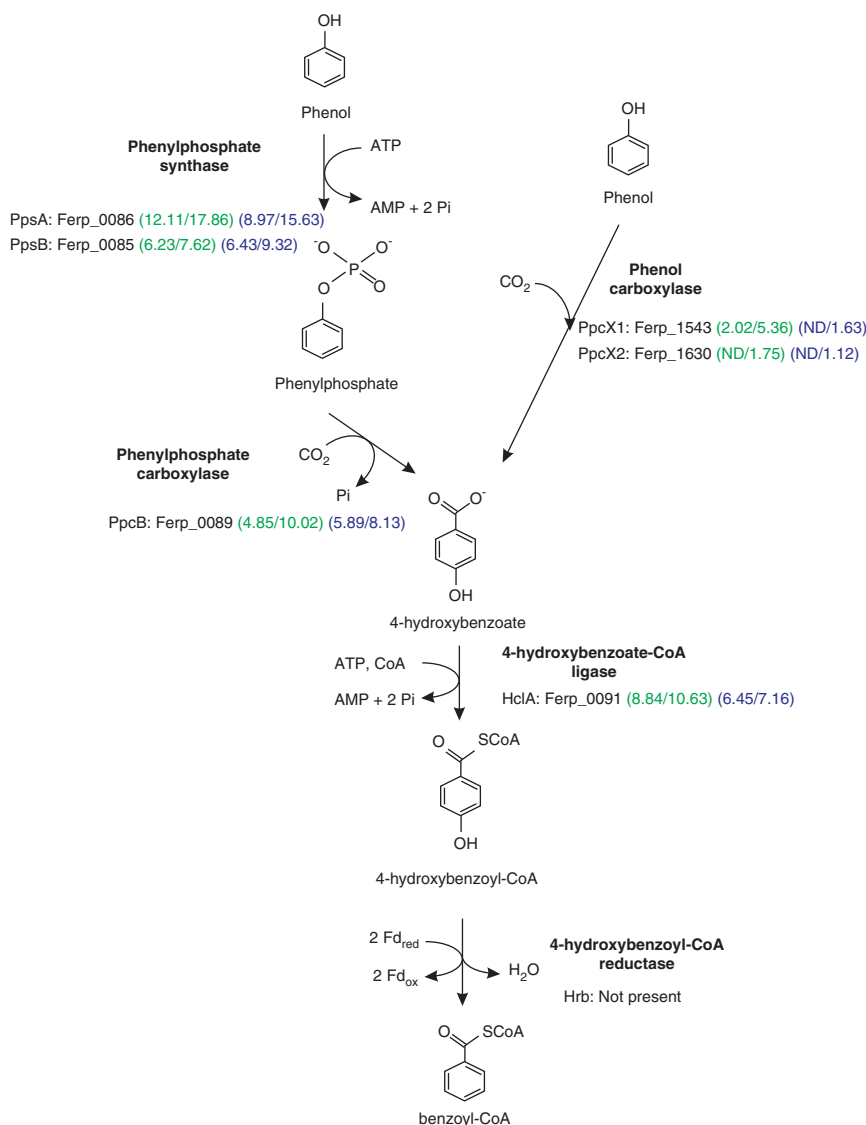 OH
Phenol
Phenylphosphate
synthase
ATP
AMP + 2 Pi
PpsA: Ferp_0086 (12.11/17.86) (8.97/15.63)
PpsB: Ferp_0085 (6.23/7.62) (6.43/9.32)
-O O-
P
O O
Phenylphosphate
OH
Phenol
CO2
Phenol
carboxylase
PpcX1: Ferp_1543 (2.02/5.36) (ND/1.63)
PpcX2: Ferp_1630 (ND/1.75) (ND/1.12)
Phenylphosphate
carboxylase
CO2
Pi
PpcB: Ferp_0089 (4.85/10.02) (5.89/8.13)
O O-
OH
4-hydroxybenzoate
ATP, CoA
AMP + 2 Pi
4-hydroxybenzoate-CoA
ligase
HclA: Ferp_0091 (8.84/10.63) (6.45/7.16)
O SCoA
OH
4-hydroxybenzoyl-CoA
2 Fdred
2 Fdox
H2O
4-hydroxybenzoyl-CoA
reductase
Hrb: Not present
O SCoA
benzoyl-CoA